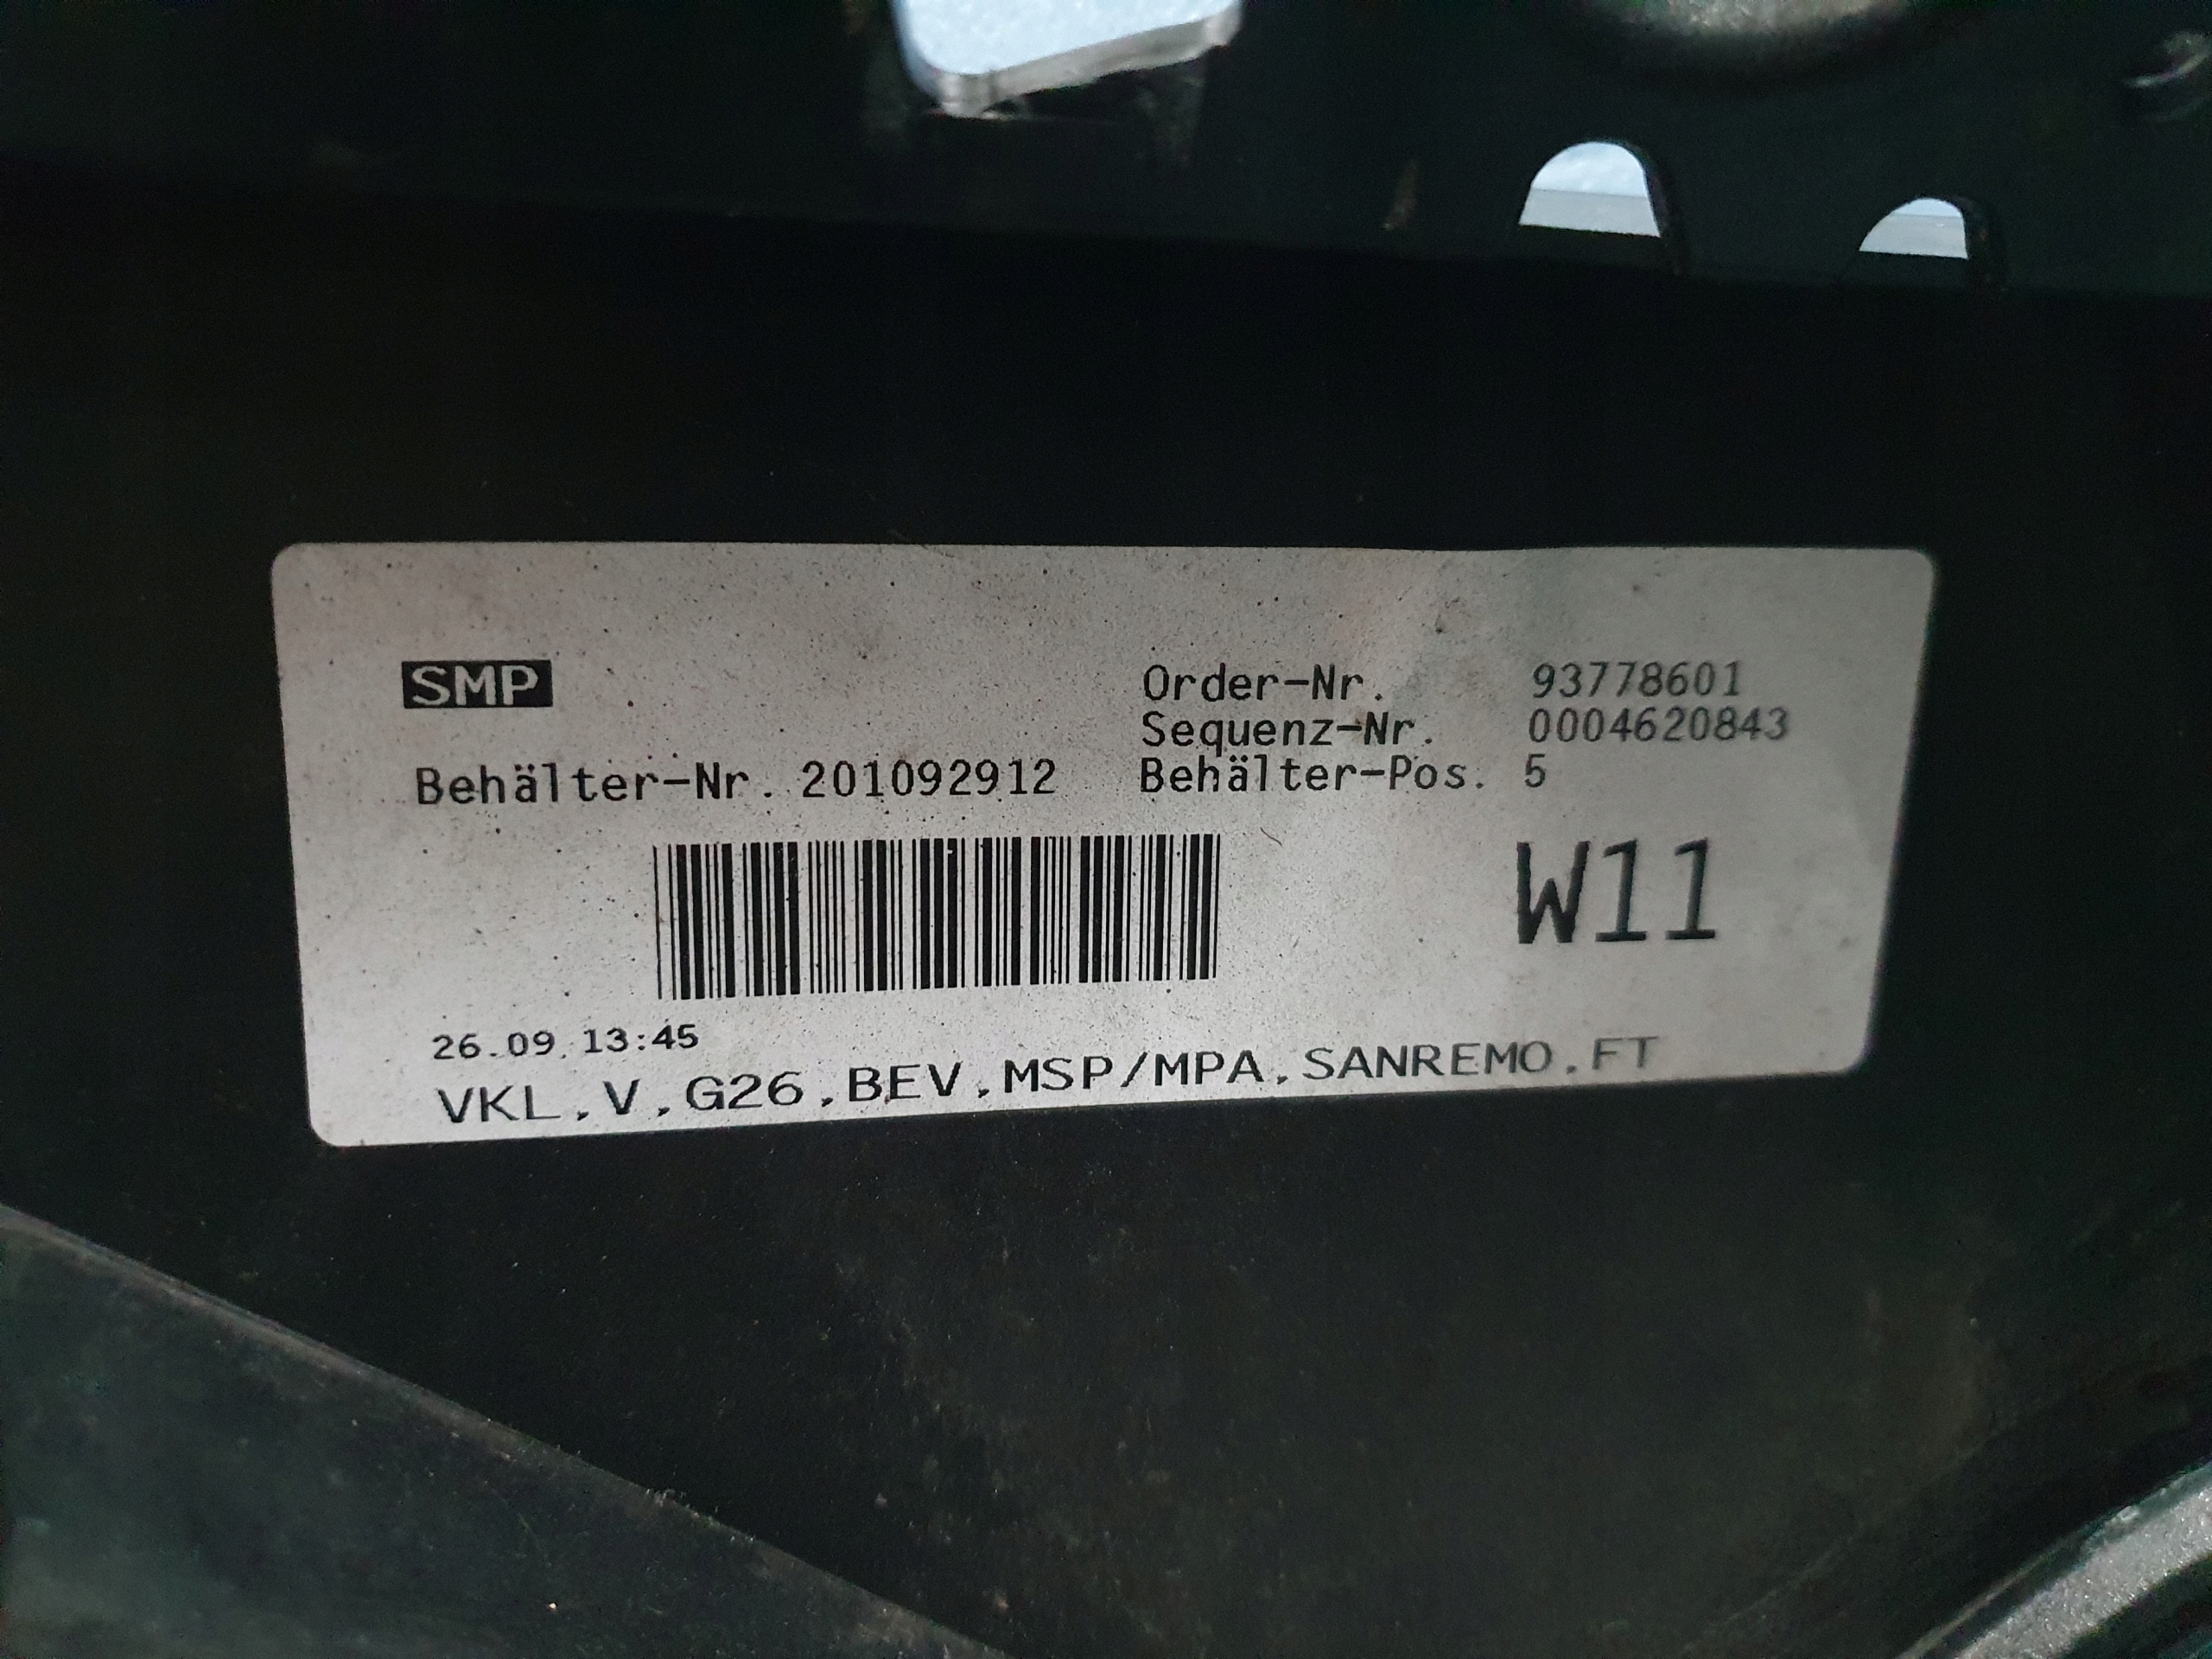 SMP
Order-Nr. 93778601
Sequenz-Nr. 0004620843
Behälter-Nr. 201092912 Behälter-Pos. 5
W11
26.09. 13:45
VKL,V,G26,BEV,MSP/MPA,SANREMO,FT